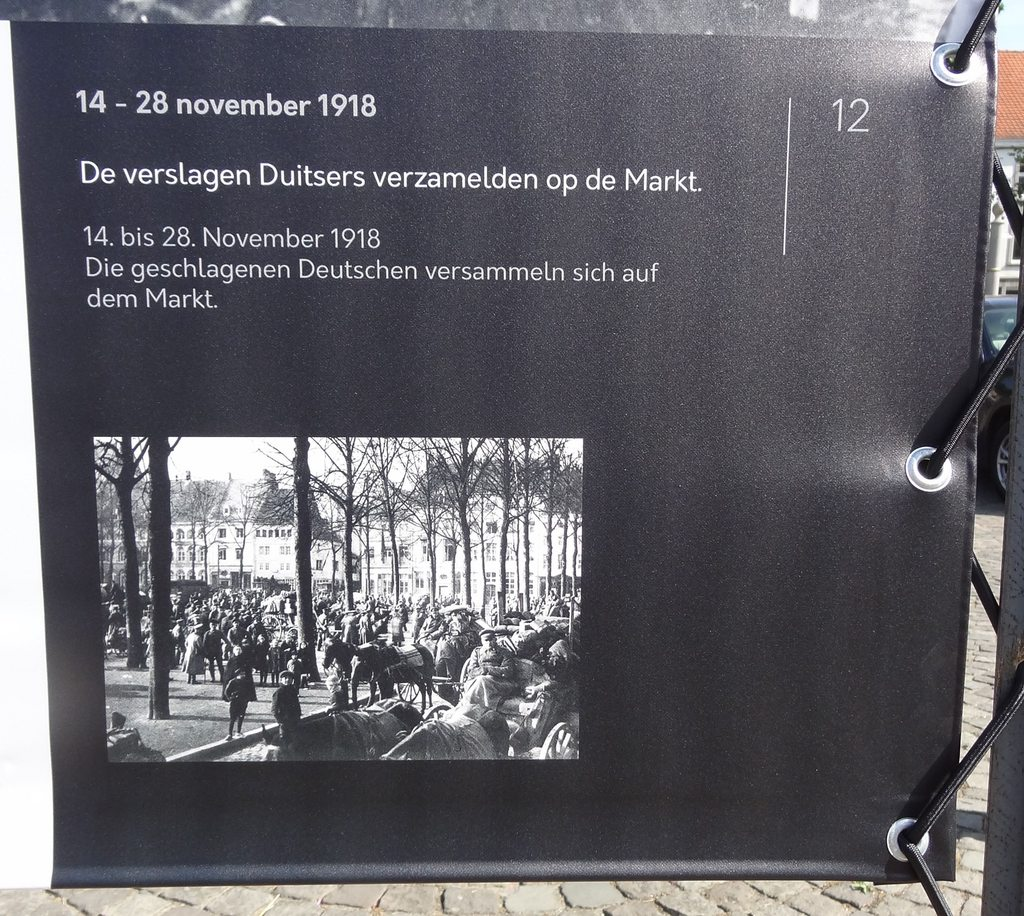 14 - 28 november 1918
12
De verslagen Duitsers verzamelden op de Markt.
14. bis 28. November 1918
Die geschlagenen Deutschen versammeln sich auf
dem Markt.